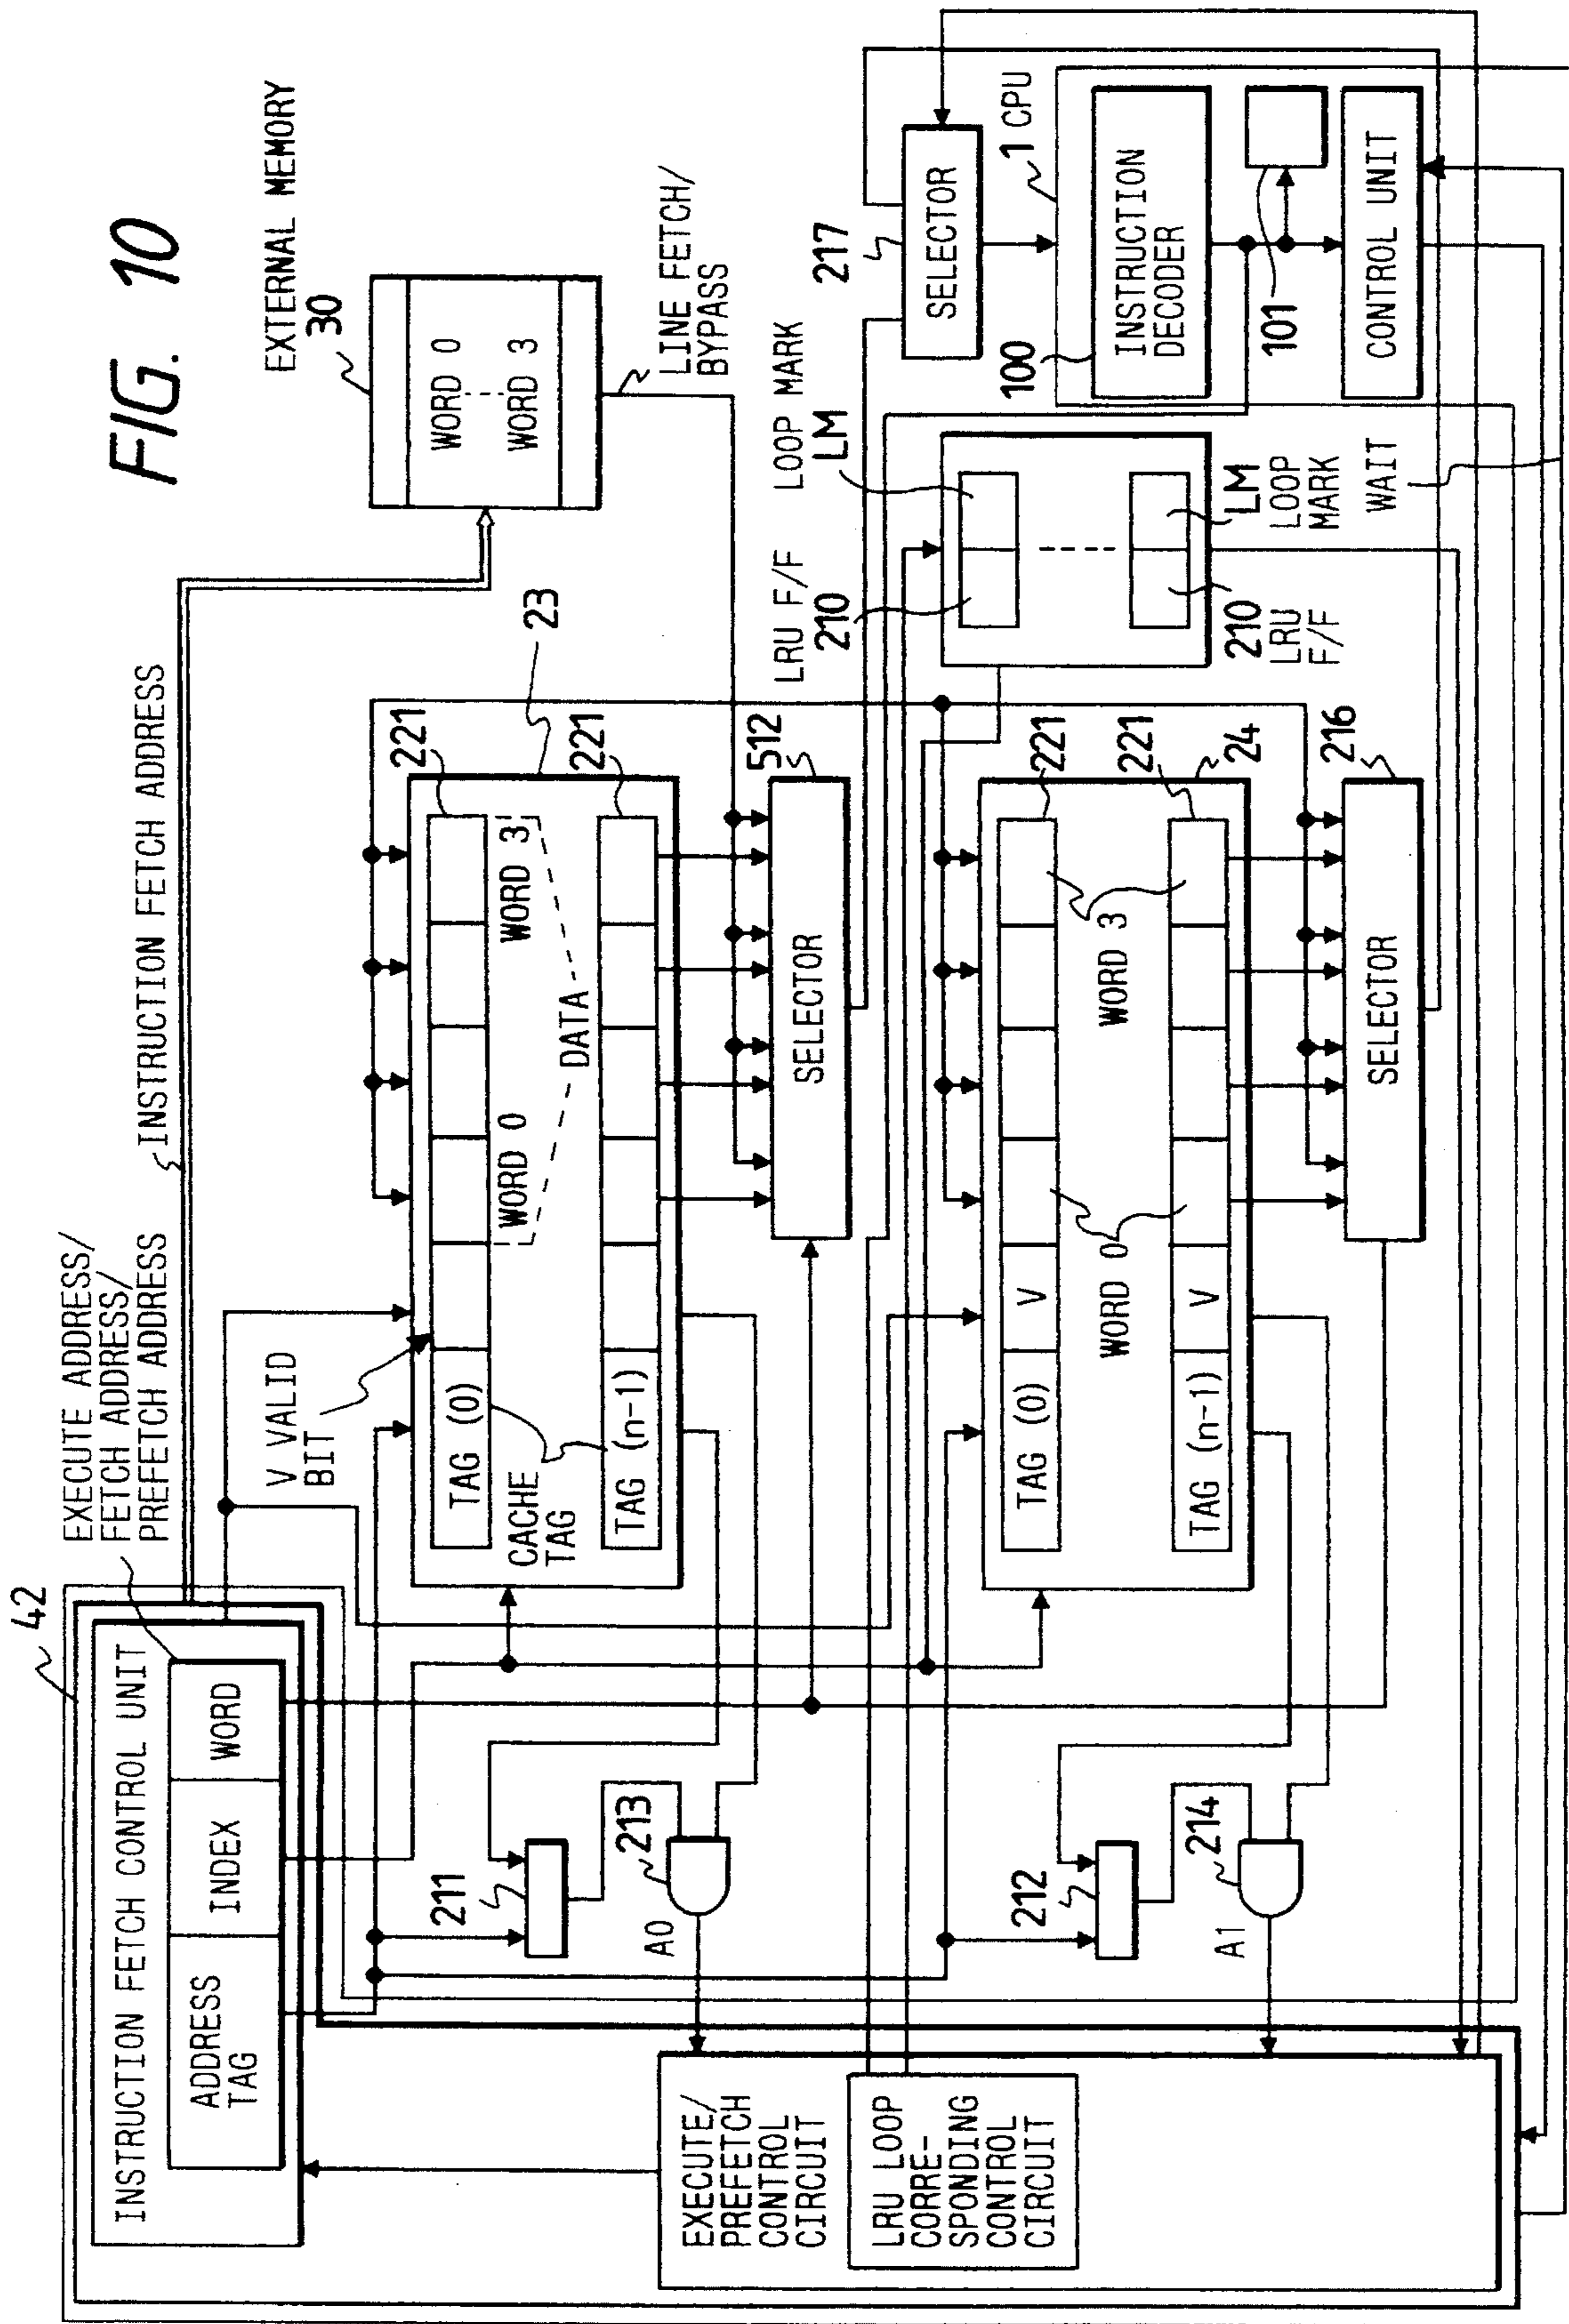 FIG. 10
42
INSTRUCTION FETCH CONTROL UNIT
ADDRESS
TAG
INDEX
WORD
EXECUTE ADDRESS/
FETCH ADDRESS/
PREFETCH ADDRESS
INSTRUCTION FETCH ADDRESS
EXTERNAL MEMORY
30
WORD 0
WORD 3
LINE FETCH/
BYPASS
V VALID
BIT
23
221
TAG (0)
CACHE
TAG
WORD 0
WORD 3
DATA
TAG (n-1)
221
512
SELECTOR
211
213
A0
EXECUTE/
PREFETCH
CONTROL
CIRCUIT
LRU LOOP
CORRE-
SPONDING
CONTROL
CIRCUIT
LRU F/F
210
LOOP MARK
LM
LM
LOOP
MARK
210
LRU
F/F
WAIT
217
SELECTOR
1 CPU
100
INSTRUCTION
DECODER
101
CONTROL UNIT
221
TAG (0)
V
WORD 0
WORD 3
TAG (n-1)
V
221
24
216
SELECTOR
212
214
A1